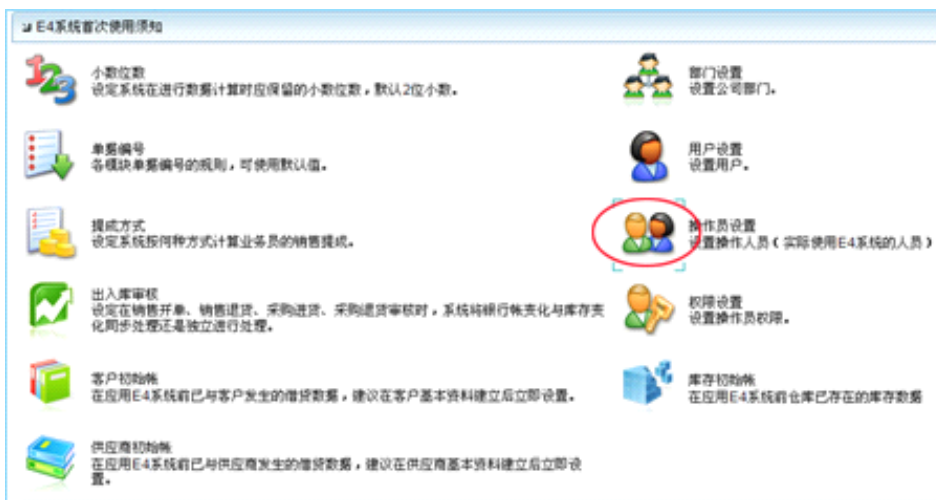 E4系统首次使用须知
小数位数
设定系统在进行数据计算时应保留的小数位数，默认2位小数。
单据编号
各模块单据编号的规则，可使用默认值。
提成方式
设定系统按何种方式计算业务员的销售提成。
出入库审核
设定在销售开单、销售退货、采购进货、采购退货审核时，系统将银行帐变化与库存变
化同步处理还是独立进行处理。
客户初始帐
在应用E4系统前已与客户发生的借贷数据，建议在客户基本资料建立后立即设置。
供应商初始帐
在应用E4系统前已与供应商发生的借贷数据，建议在供应商基本资料建立后立即设
置。
部门设置
设置公司部门。
用户设置
设置用户。
操作员设置
设置操作人员（实际使用E4系统的人员）
权限设置
设置操作员权限。
库存初始帐
在应用E4系统前仓库已存在的库存数据